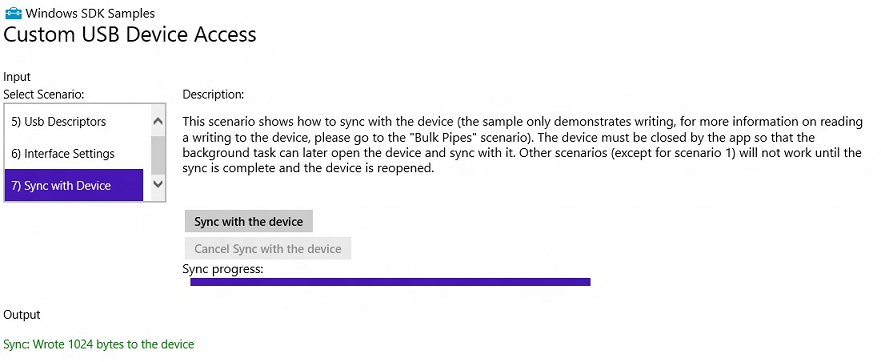 Windows SDK Samples
Custom USB Device Access
Input
Select Scenario:
5) Usb Descriptors
6) Interface Settings
7) Sync with Device
Description:
This scenario shows how to sync with the device (the sample only demonstrates writing, for more information on reading
a writing to the device, please go to the "Bulk Pipes" scenario). The device must be closed by the app so that the
background task can later open the device and sync with it. Other scenarios (except for scenario 1) will not work until the
sync is complete and the device is reopened.
Sync with the device
Cancel Sync with the device
Sync progress:
Output
Sync: Wrote 1024 bytes to the device